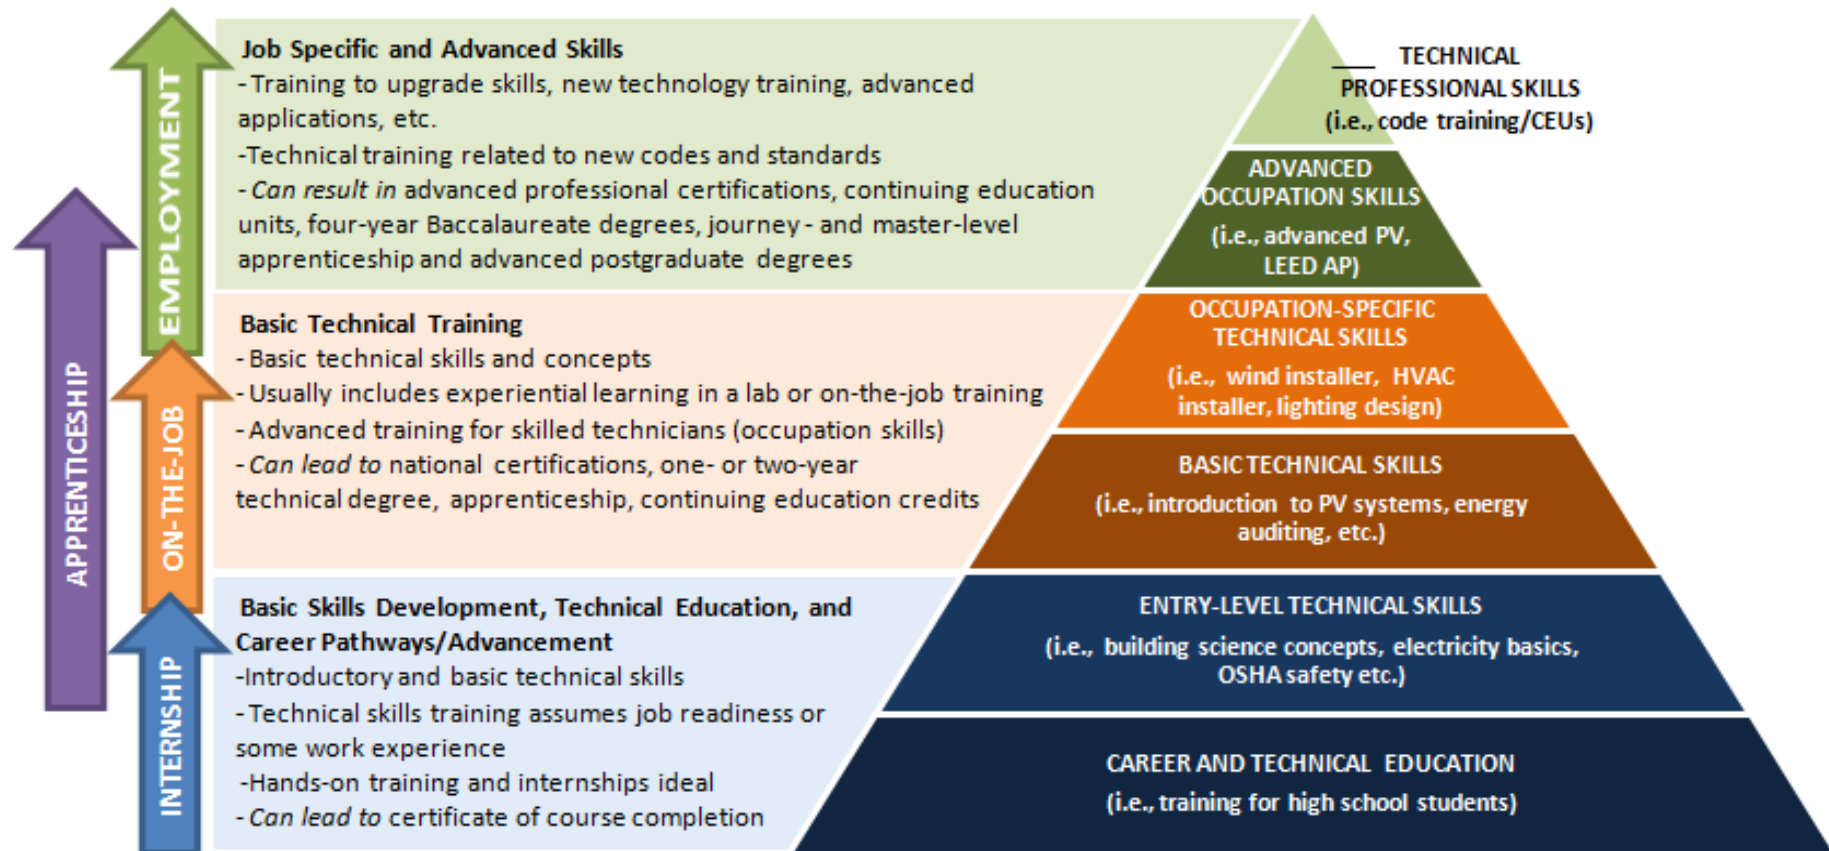 APPRENTICESHIP
EMPLOYMENT
ON-THE-JOB
INTERNSHIP
Job Specific and Advanced Skills
- Training to upgrade skills, new technology training, advanced
applications, etc.
-Technical training related to new codes and standards
- Can result in advanced professional certifications, continuing education
units, four-year Baccalaureate degrees, journey - and master-level
apprenticeship and advanced postgraduate degrees
Basic Technical Training
- Basic technical skills and concepts
- Usually includes experiential learning in a lab or on-the-job training
- Advanced training for skilled technicians (occupation skills)
- Can lead to national certifications, one- or two-year
technical degree, apprenticeship, continuing education credits
Basic Skills Development, Technical Education, and
Career Pathways/Advancement
-Introductory and basic technical skills
- Technical skills training assumes job readiness or
some work experience
-Hands-on training and internships ideal
- Can lead to certificate of course completion
___ TECHNICAL
PROFESSIONAL SKILLS
(i.e., code training/CEUs)
ADVANCED
OCCUPATION SKILLS
(i.e., advanced PV,
LEED AP)
OCCUPATION-SPECIFIC
TECHNICAL SKILLS
(i.e., wind installer, HVAC
installer, lighting design)
BASIC TECHNICAL SKILLS
(i.e., introduction to PV systems, energy
auditing, etc.)
ENTRY-LEVEL TECHNICAL SKILLS
(i.e., building science concepts, electricity basics,
OSHA safety etc.)
CAREER AND TECHNICAL EDUCATION
(i.e., training for high school students)